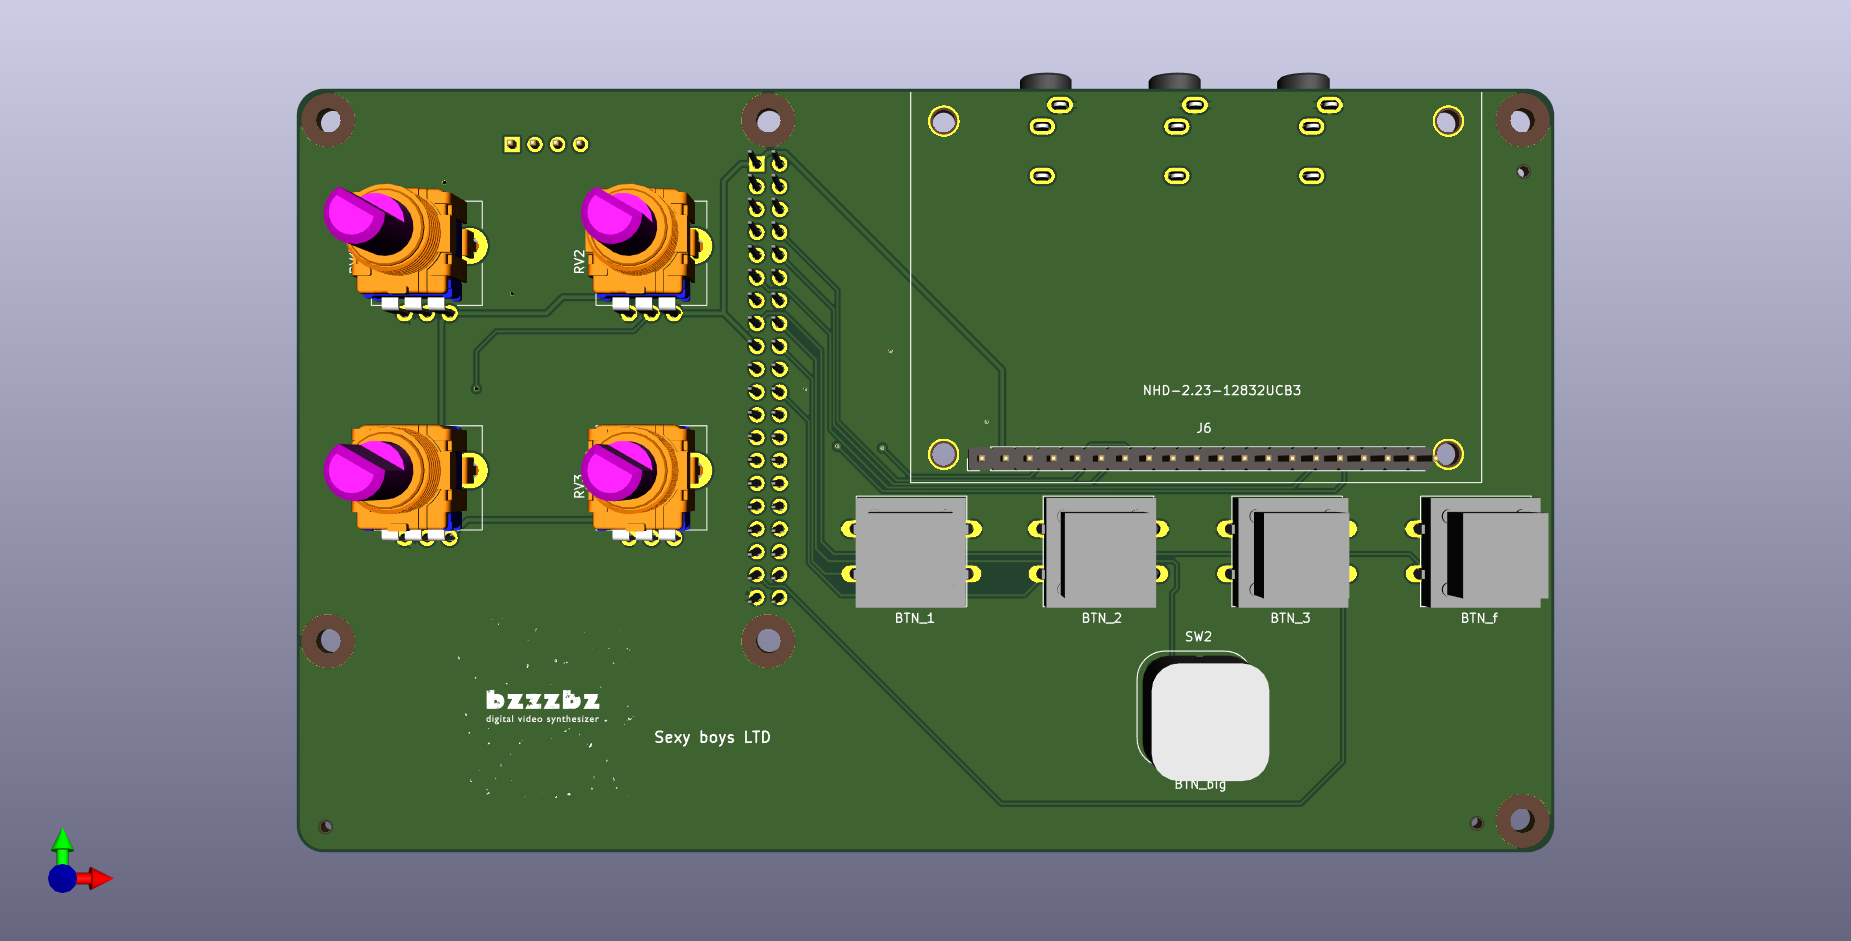 RV2
NHD-2.23-12832UCB3
J6
RV3
BTN_1
BTN_2
BTN_3
BTN_f
SW2
bzzzbz
digital video synthesizer
Sexy boys LTD
BTN_big